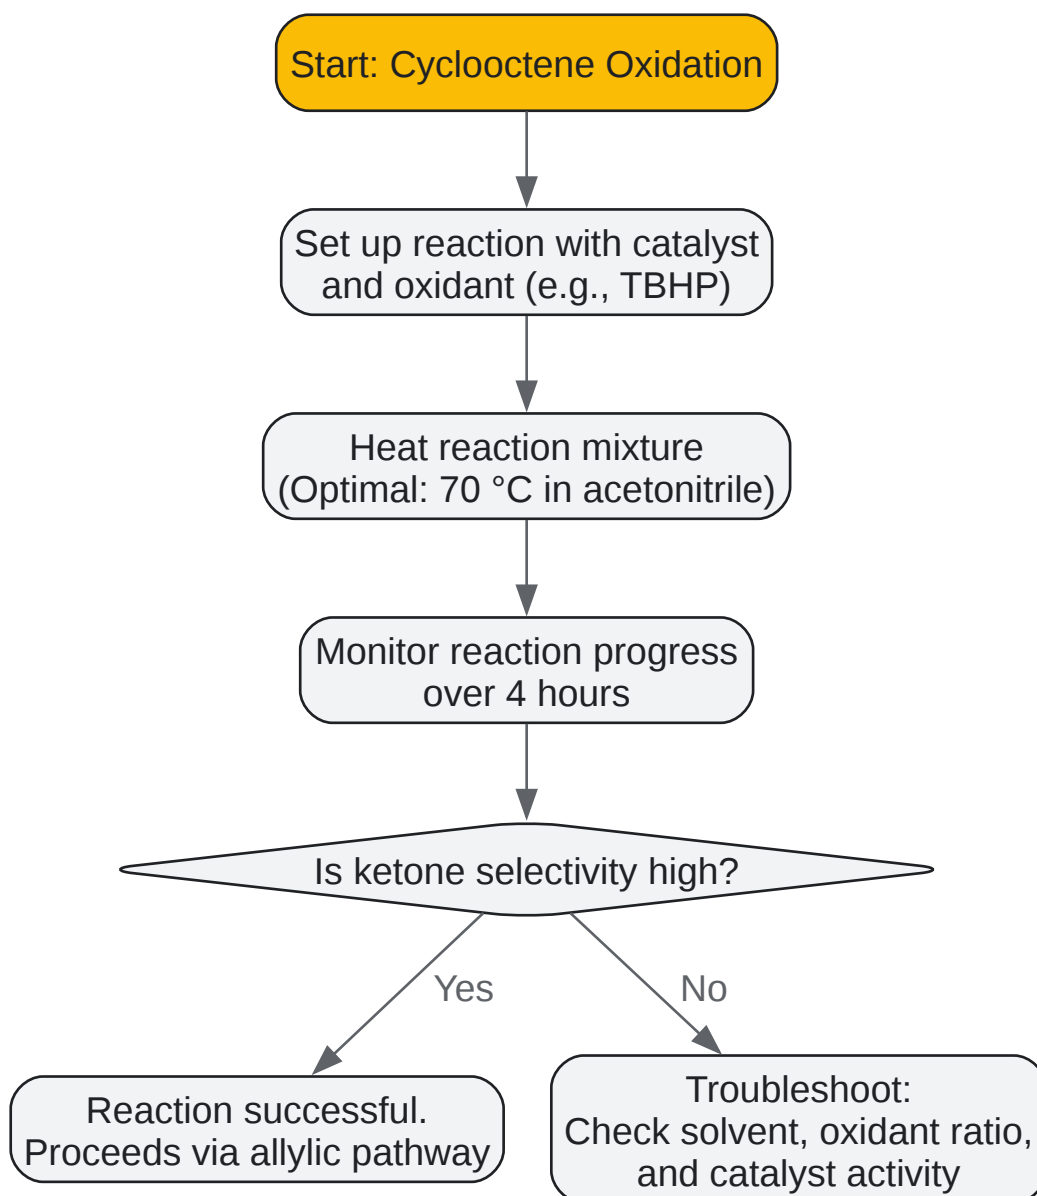 Start: Cyclooctene Oxidation
Set up reaction with catalyst
and oxidant (e.g., TBHP)
Heat reaction mixture
(Optimal: 70 °C in acetonitrile)
Monitor reaction progress
over 4 hours
Is ketone selectivity high?
Yes
No
Reaction successful.
Proceeds via allylic pathway
Troubleshoot:
Check solvent, oxidant ratio,
and catalyst activity